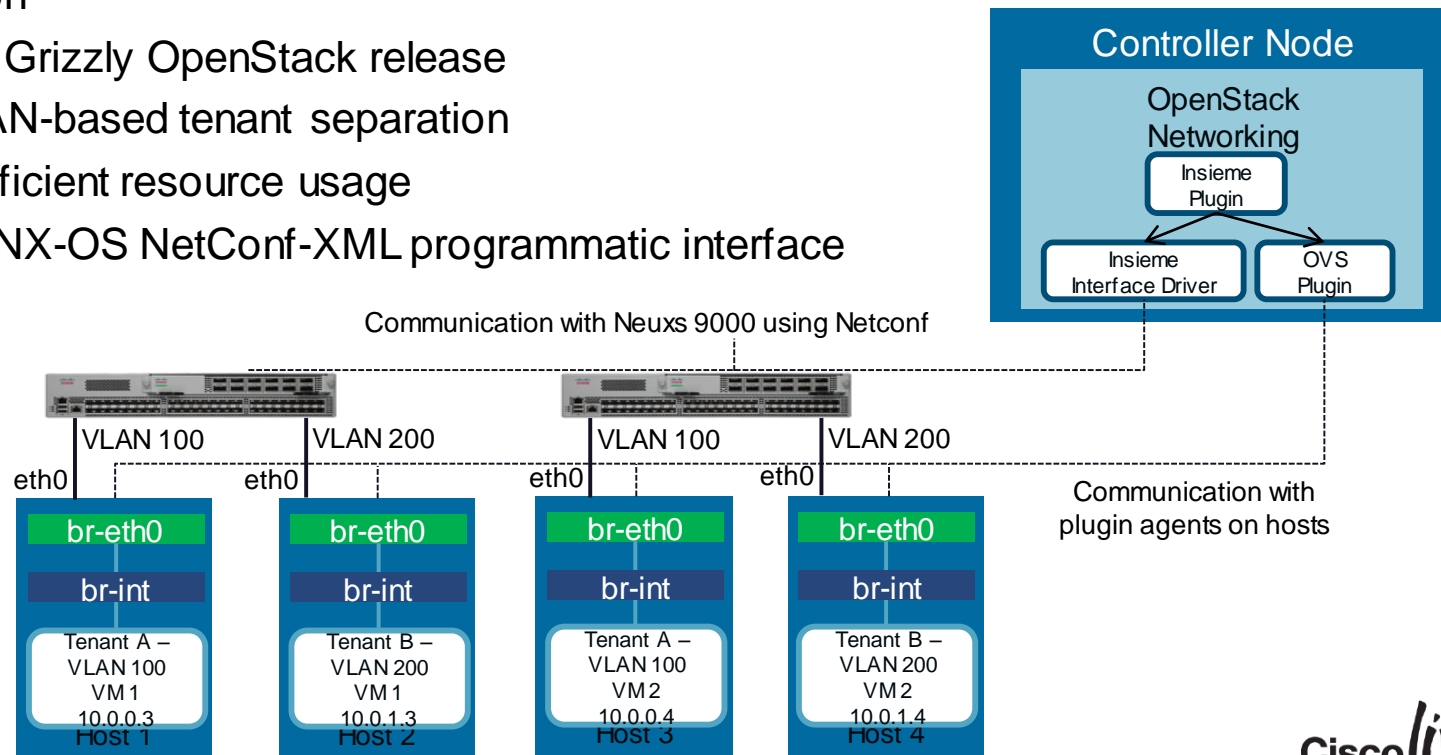 Grizzly OpenStack release
AN-based tenant separation
ficient resource usage
NX-OS NetConf-XML programmatic interface
Controller Node
OpenStack
Networking
Insieme
Plugin
Insieme
Interface Driver
OVS
Plugin
Communication with Neuxs 9000 using Netconf
VLAN 100
VLAN 200
VLAN 100
VLAN 200
eth0
eth0
eth0
eth0
Communication with
plugin agents on hosts
br-eth0
br-int
Tenant A –
VLAN 100
VM 1
10.0.0.3
Host 1
br-eth0
br-int
Tenant B –
VLAN 200
VM 1
10.0.1.3
Host 2
br-eth0
br-int
Tenant A –
VLAN 100
VM 2
10.0.0.4
Host 3
br-eth0
br-int
Tenant B –
VLAN 200
VM 2
10.0.1.4
Host 4
Cisco